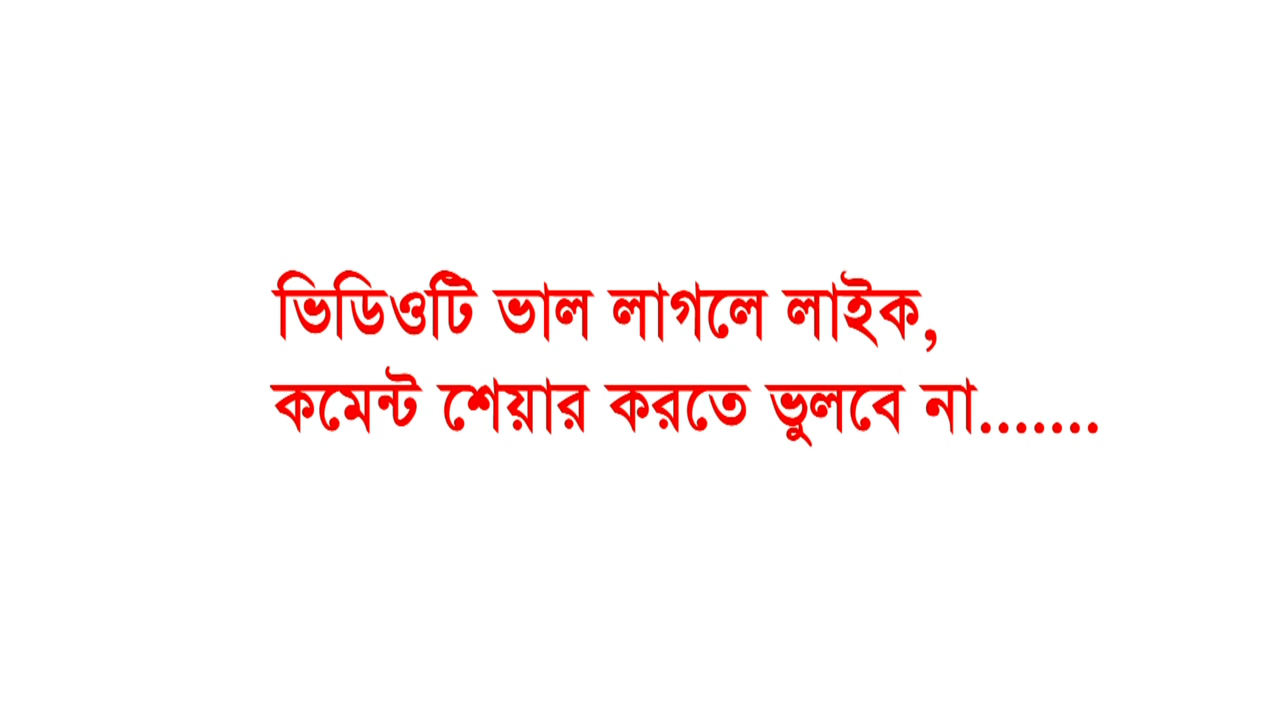 ভিডিওটি ভাল লাগলে লাইক,
কমেন্ট শেয়ার করতে ভুলবে না.......